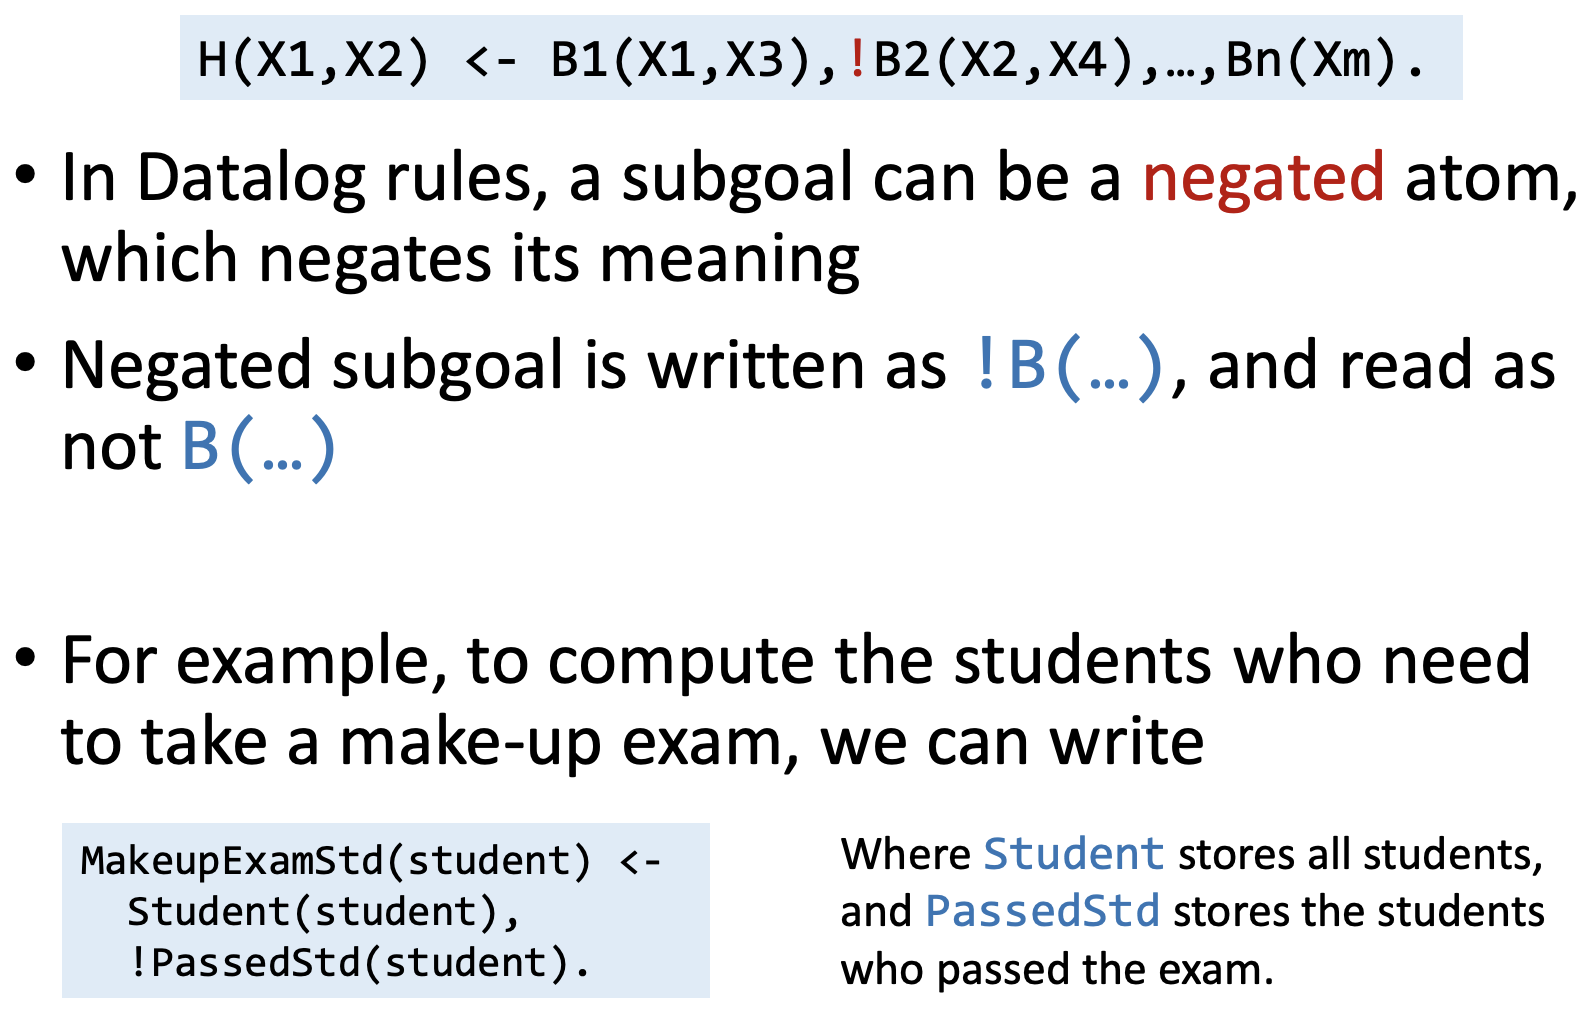 H(X1,X2) <- B1(X1,X3),!B2(X2,X4),…,Bn(Xm).
• In Datalog rules, a subgoal can be a negated atom,
which negates its meaning
• Negated subgoal is written as !B(…), and read as
not B(…)
• For example, to compute the students who need
to take a make-up exam, we can write
MakeupExamStd(student) <-
Student(student),
!PassedStd(student).
Where Student stores all students,
and PassedStd stores the students
who passed the exam.